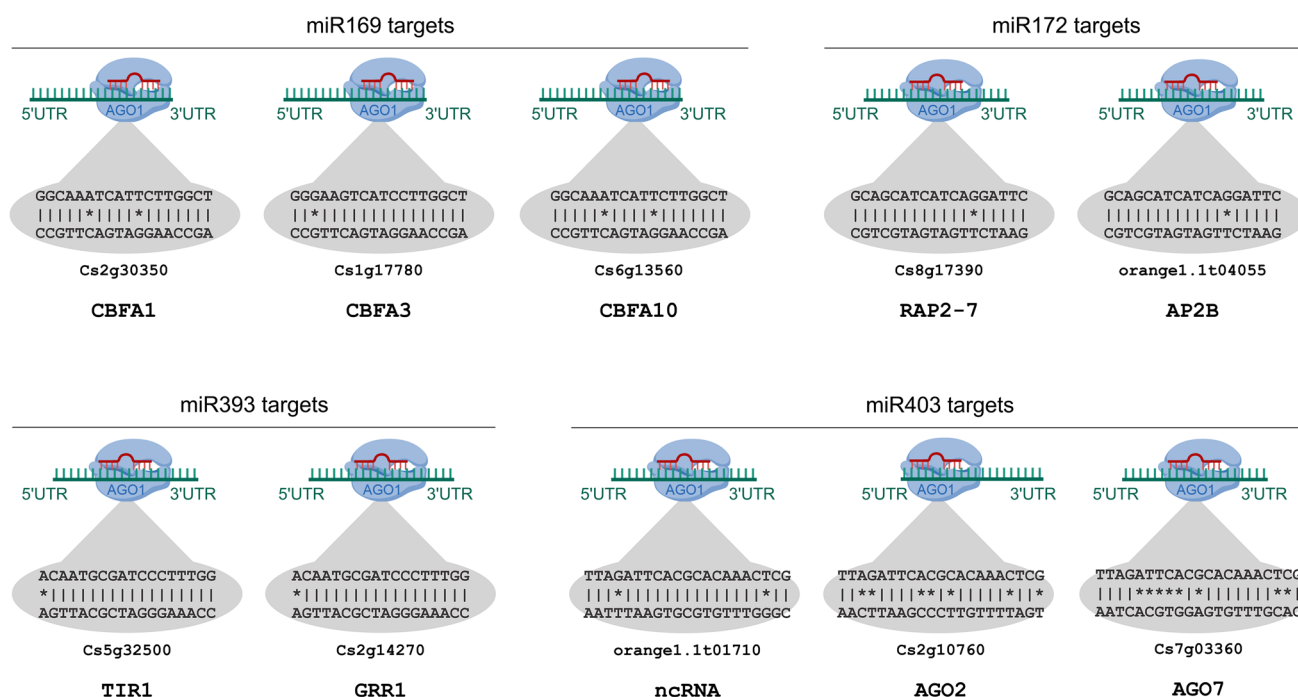 miR169 targets
miR172 targets
AGO1
5'UTR 3'UTR
GGCAAATCATTCTTGGCT
|||||*||||*|||||||
CCGTTCAGTAGGAACCGA
Cs2g30350
CBFA1
AGO1
5'UTR 3'UTR
GGGAAGTCATCCTTGGCT
||*|||||||||||||||
CCGTTCAGTAGGAACCGA
Cs1g17780
CBFA3
AGO1
5'UTR 3'UTR
GGCAAATCATTCTTGGCT
|||||*||||*|||||||
CCGTTCAGTAGGAACCGA
Cs6g13560
CBFA10
AGO1
5'UTR 3'UTR
GCAGCATCATCAGGATTC
||||||||||||*|||||
CGTCGTAGTAGTTCTAAG
Cs8g17390
RAP2-7
AGO1
5'UTR 3'UTR
GCAGCATCATCAGGATTC
||||||||||||*|||||
CGTCGTAGTAGTTCTAAG
orange1.1t04055
AP2B
miR393 targets
miR403 targets
AGO1
5'UTR 3'UTR
ACAATGCGATCCCTTTGG
*|||||||||||||||||
AGTTACGCTAGGGAAACC
Cs5g32500
TIR1
AGO1
5'UTR 3'UTR
ACAATGCGATCCCTTTGG
*|||||||||||||||||
AGTTACGCTAGGGAAACC
Cs2g14270
GRR1
AGO1
5'UTR 3'UTR
TTAGATTCACGCACAAACTCG
|||*||||||||||||||*||
AATTTAAGTGCGTGTTTGGGC
orange1.1t01710
ncRNA
AGO1
5'UTR 3'UTR
TTAGATTCACGCACAAACTCG
||**||||**|*|||||*||*
AACTTAAGCCCTTGTTTTAGT
Cs2g10760
AGO2
AGO1
5'UTR 3'UTR
TTAGATTCACGCACAAACTCG
||||*****|*|||||||**|
AATCACGTGGAGTGTTTGCAG
Cs7g03360
AGO7